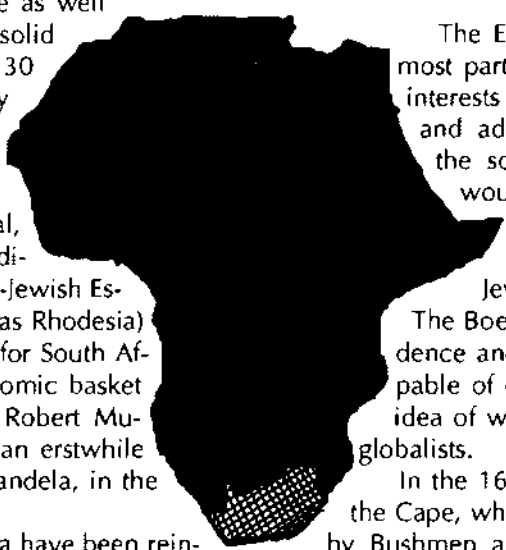 e as well
solid
30
y
al,
di-
-Jewish Es-
as Rhodesia)
for South Af-
omic basket
Robert Mu-
an erstwhile
andela, in the
a have been rein-
The E
most part
interests
and ad
the so
wou
Je
The Boe
dence an
pable of
idea of w
globalists.
In the 16
the Cape, wh
by Bushmen a